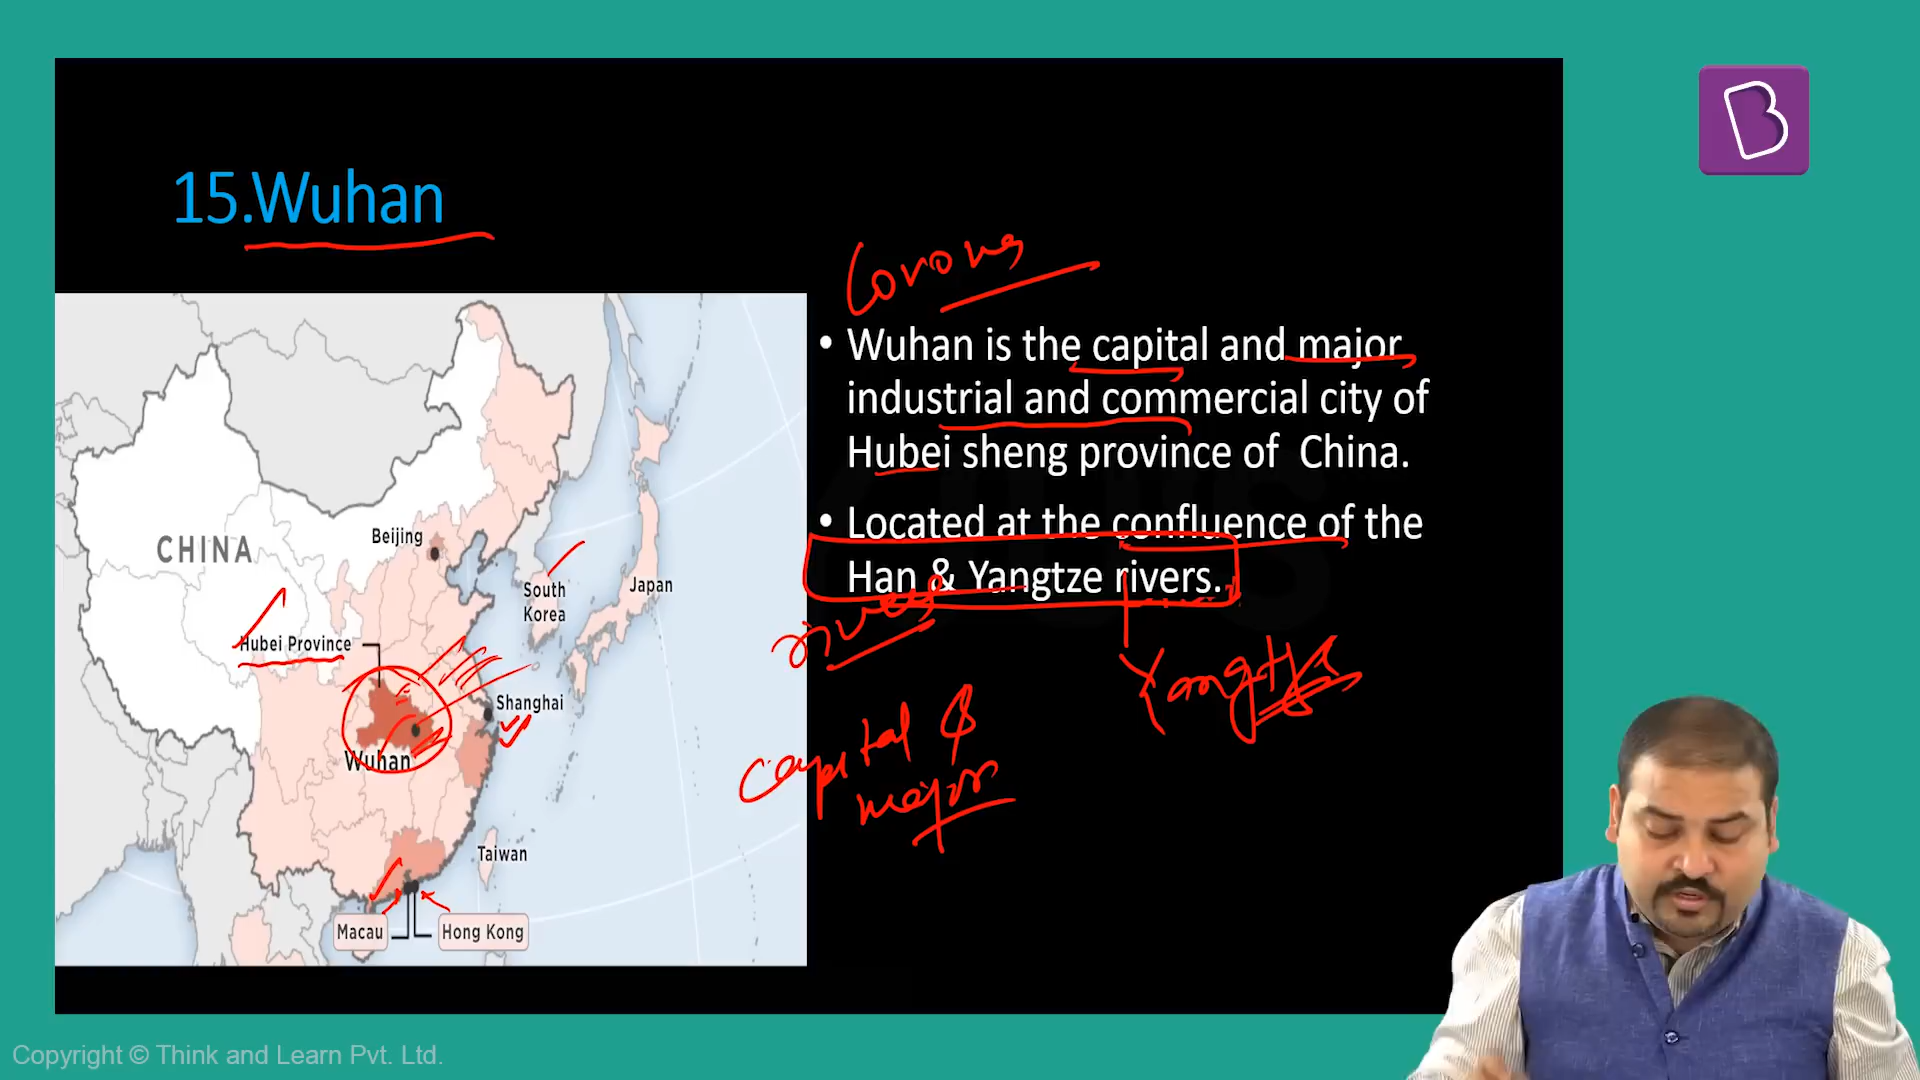 15.Wuhan
Corona
• Wuhan is the capital and major
industrial and commercial city of
Hubei sheng province of China.
• Located at the confluence of the
Han & Yangtze rivers.
rivers
Yangtze
capital &
major
CHINA
Beijing
South
Korea
Japan
Hubei Province
Shanghai
Wuhan
Taiwan
Macau
Hong Kong
Copyright © Think and Learn Pvt. Ltd.